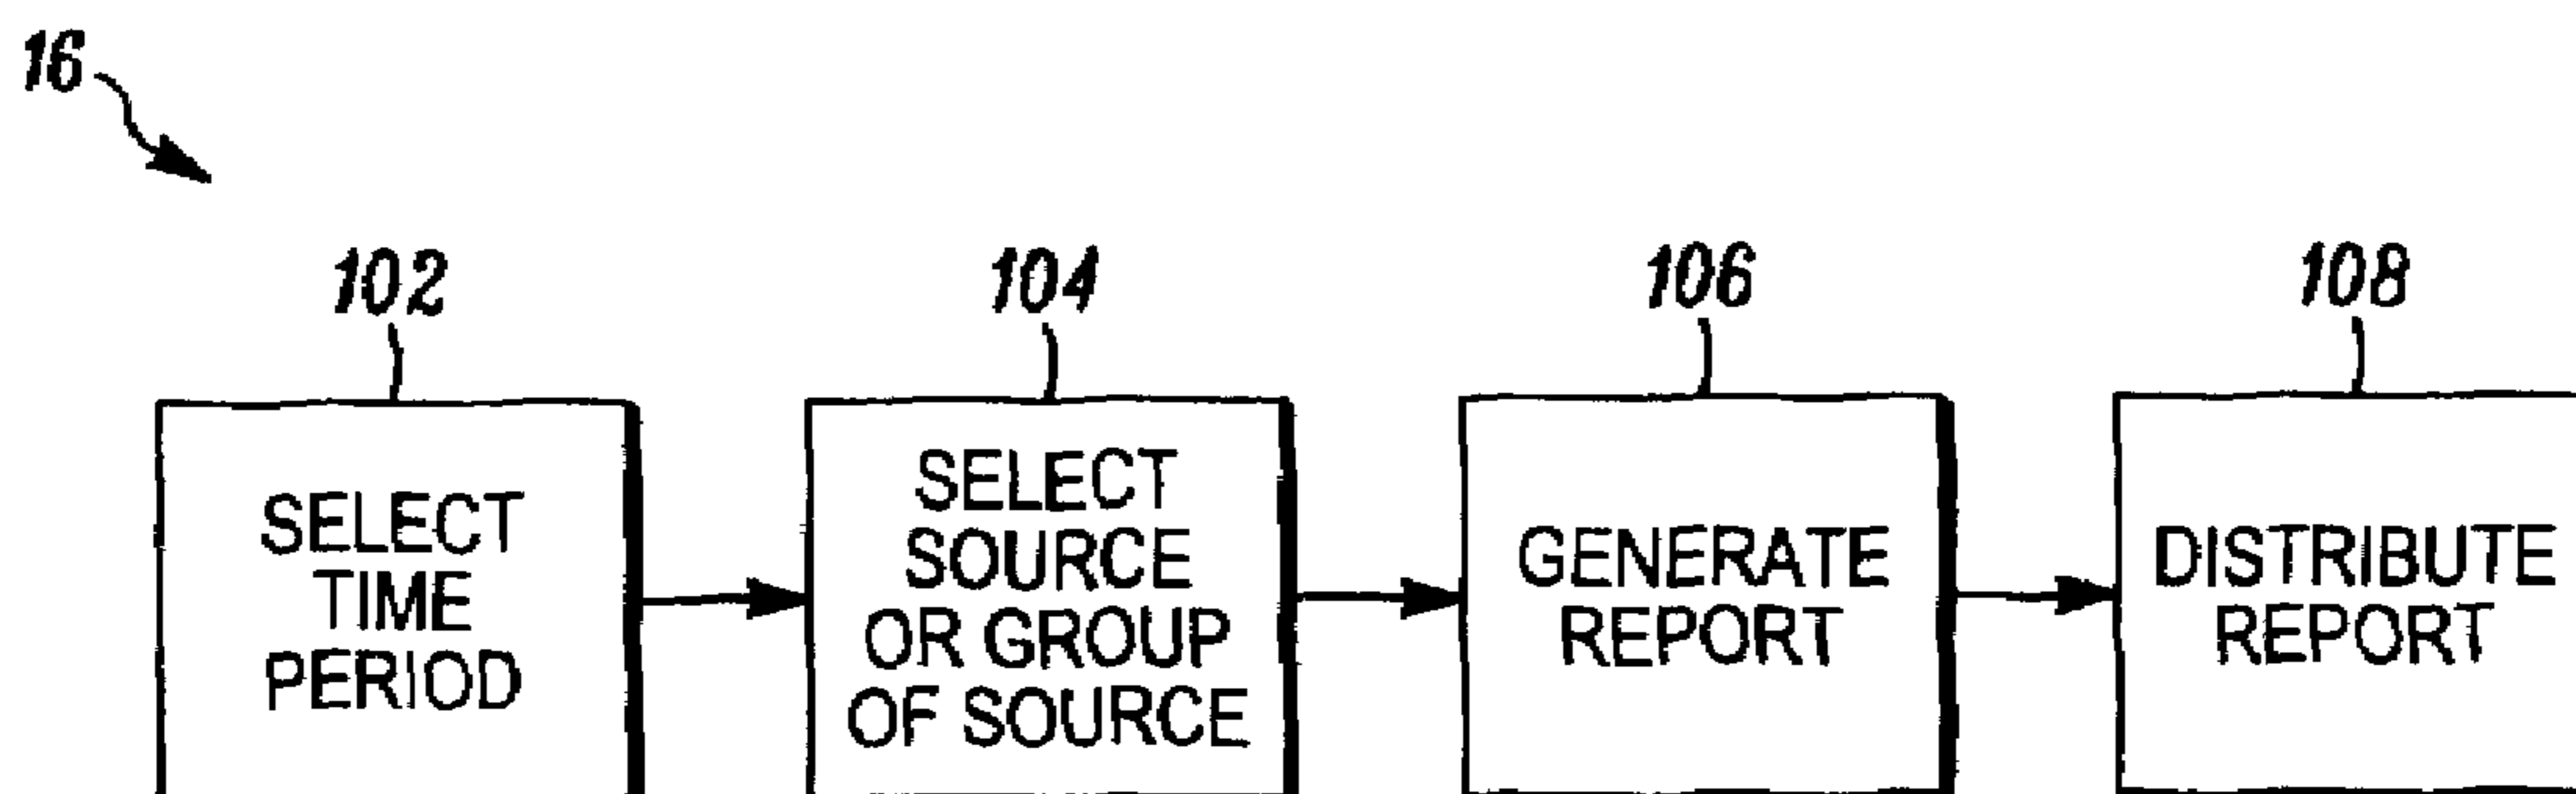 16
102
104
106
108
SELECT
TIME
PERIOD
SELECT
SOURCE
OR GROUP
OF SOURCE
GENERATE
REPORT
DISTRIBUTE
REPORT